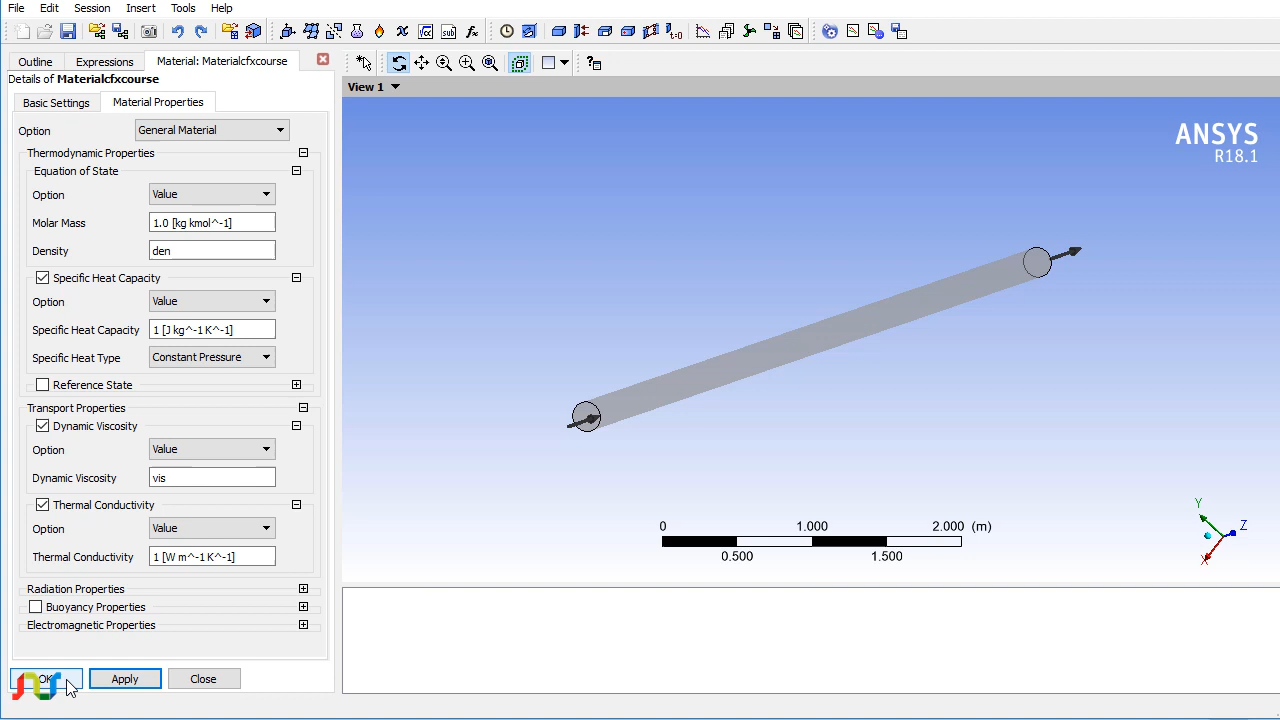 File Edit Session Insert Tools Help
Outline Expressions Material: Materialcfxcourse
Details of Materialcfxcourse
Basic Settings Material Properties
Option General Material
Thermodynamic Properties
Equation of State
Option Value
Molar Mass 1.0 [kg kmol^-1]
Density den
Specific Heat Capacity
Option Value
Specific Heat Capacity 1 [J kg^-1 K^-1]
Specific Heat Type Constant Pressure
Reference State
Transport Properties
Dynamic Viscosity
Option Value
Dynamic Viscosity vis
Thermal Conductivity
Option Value
Thermal Conductivity 1 [W m^-1 K^-1]
Radiation Properties
Buoyancy Properties
Electromagnetic Properties
OK Apply Close
View 1
ANSYS
R18.1
0 1.000 2.000 (m)
0.500 1.500
Y
Z
X